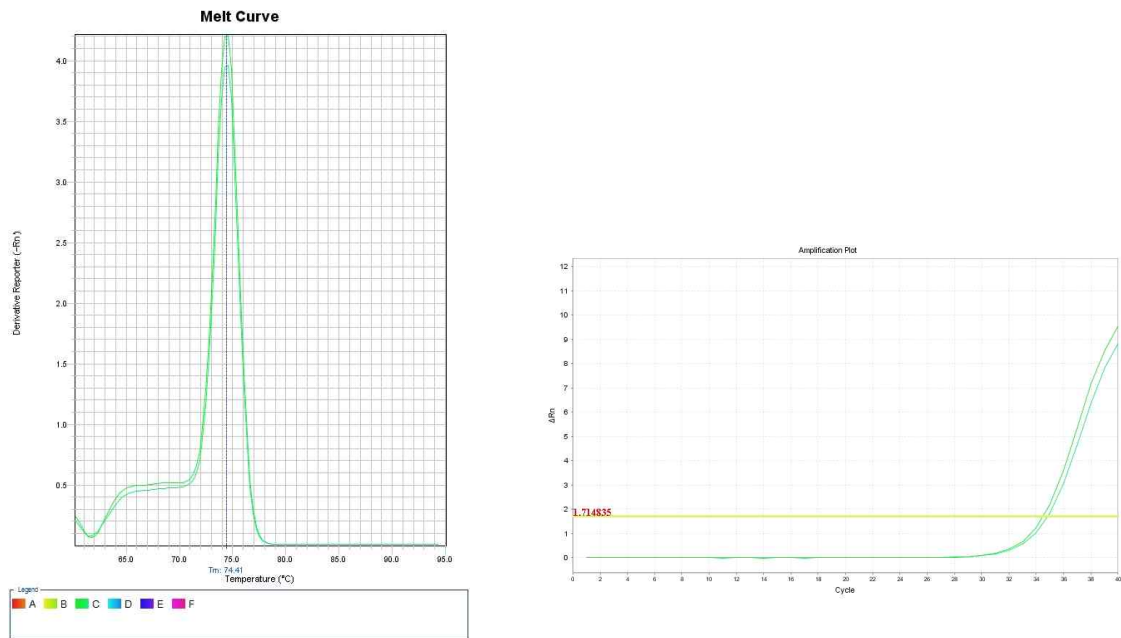 Melt Curve
Derivative Reporter (-Rn')
4.0
3.5
3.0
2.5
2.0
1.5
1.0
0.5
65.0 70.0 75.0 80.0 85.0 90.0 95.0
Tm: 74.41
Temperature (°C)
Legend
A B C D E F
Amplification Plot
ΔRn
12
11
10
9
8
7
6
5
4
3
2
1
0
1.714835
0 2 4 6 8 10 12 14 16 18 20 22 24 26 28 30 32 34 36 38 40
Cycle